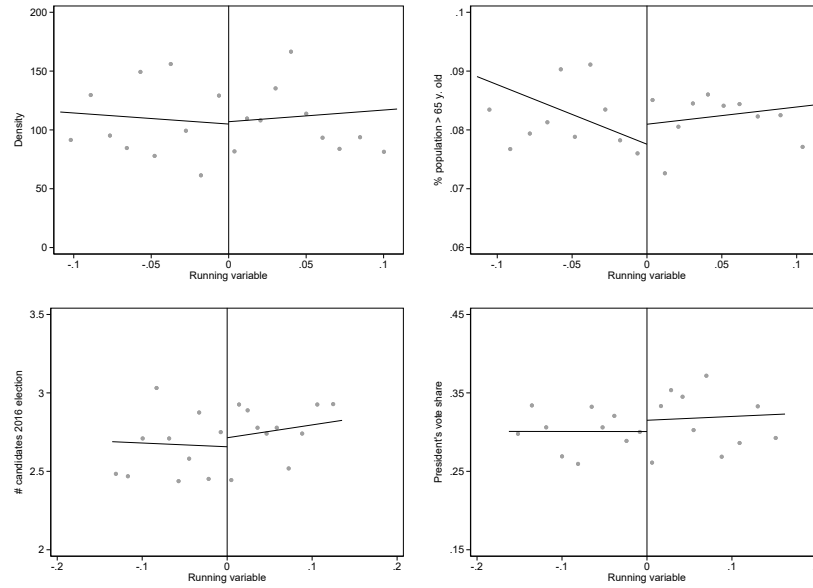 200
150
100
50
0
Density
-.1 -.05 0 .05 .1
Running variable
.1
.09
.08
.07
.06
% population > 65 y. old
-.1 -.05 0 .05 .1
Running variable
3.5
3
2.5
2
# candidates 2016 election
-.2 -.1 0 .1 .2
Running variable
.45
.35
.25
.15
President's vote share
-.2 -.1 0 .1
Running variable